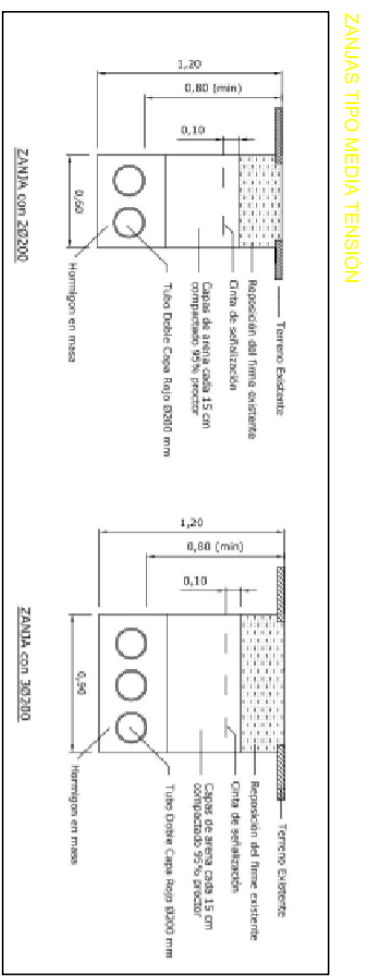 ZANJAS TIPO MEDIA TENSIÓN
1,20
0,80 (min)
0,10
0,60
Terreno Existente
Reposición del firme existente
Cinta de señalización
Capas de arena cada 15 cm
compactado 95% proctor
Tubo Doble Capa Rojo Ø200 mm
Hormigon en masa
ZANJA con 2Ø200
1,20
0,80 (min)
0,10
0,90
Terreno Existente
Reposición del firme existente
Cinta de señalización
Capas de arena cada 15 cm
compactado 95% proctor
Tubo Doble Capa Rojo Ø200 mm
Hormigon en masa
ZANJA con 3Ø200